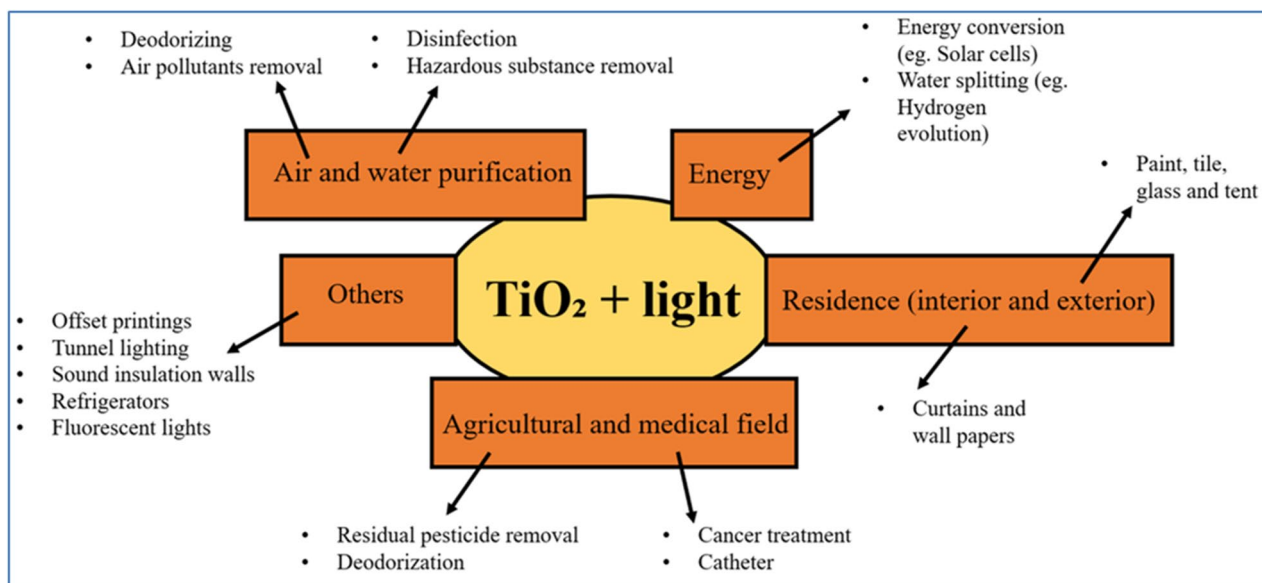 • Deodorizing
• Air pollutants removal
• Disinfection
• Hazardous substance removal
• Energy conversion
(eg. Solar cells)
• Water splitting (eg.
Hydrogen
evolution)
Air and water purification
Energy
• Paint, tile,
glass and tent
Others
TiO₂ + light
Residence (interior and exterior)
• Offset printings
• Tunnel lighting
• Sound insulation walls
• Refrigerators
• Fluorescent lights
Agricultural and medical field
• Curtains and
wall papers
• Residual pesticide removal
• Deodorization
• Cancer treatment
• Catheter